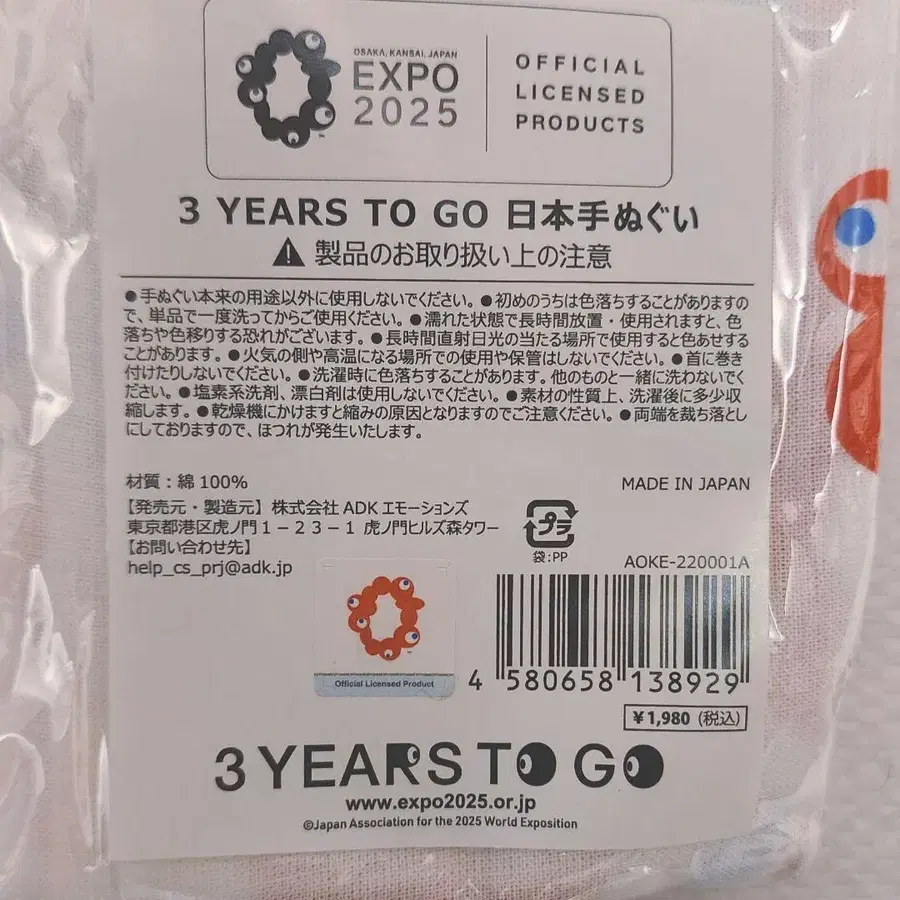 OSAKA, KANSAI, JAPAN
EXPO
2025
OFFICIAL
LICENSED
PRODUCTS
3 YEARS TO GO 日本手ぬぐい
製品のお取り扱い上の注意
●手ぬぐい本来の用途以外に使用しないでください。●初めのうちは色落ちすることがありますの
で、単品で一度洗ってからご使用ください。●濡れた状態で長時間放置・使用されますと、色
落ちや色移りする恐れがございます。●長時間直射日光の当たる場所で使用すると色あせする
ことがあります。●火気の側や高温になる場所での使用や保管はしないでください。●首に巻き
付けたりしないでください。●洗濯時に色落ちすることがあります。他のものと一緒に洗わないでく
ださい。●塩素系洗剤、漂白剤は使用しないでください。●素材の性質上、洗濯後に多少収
縮します。●乾燥機にかけますと縮みの原因となりますのでご注意ください。●両端を裁ち落とし
にしておりますので、ほつれが発生いたします。
材質：綿 100%
MADE IN JAPAN
【発売元・製造元】株式会社 ADK エモーションズ
東京都港区虎ノ門１－２３－１ 虎ノ門ヒルズ森タワー
【お問い合わせ先】
help_cs_prj@adk.jp
プラ
袋:PP
AOKE-220001A
Official Licensed Product
4 580658 138929
¥1,980（税込）
3 YEARS TO GO
www.expo2025.or.jp
©Japan Association for the 2025 World Exposition